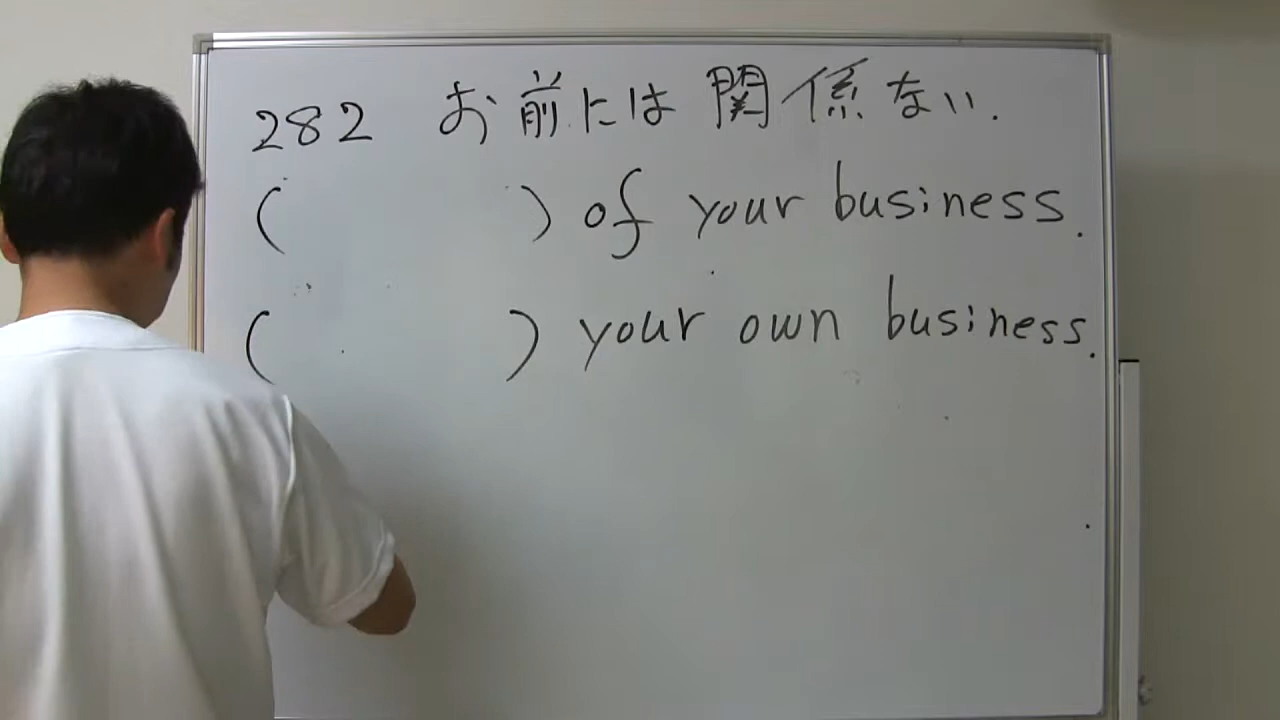 282 お前には関係ない.
( ) of your business.
( ) your own business.